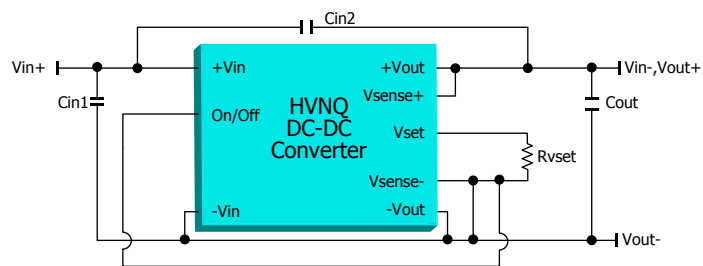 Cin2
Vin+
+Vin
+Vout
Vin-,Vout+
Vsense+
Cin1
HVNQ
Cout
On/Off
DC-DC
Vset
Converter
Rvset
Vsense-
-Vin
-Vout
Vout-